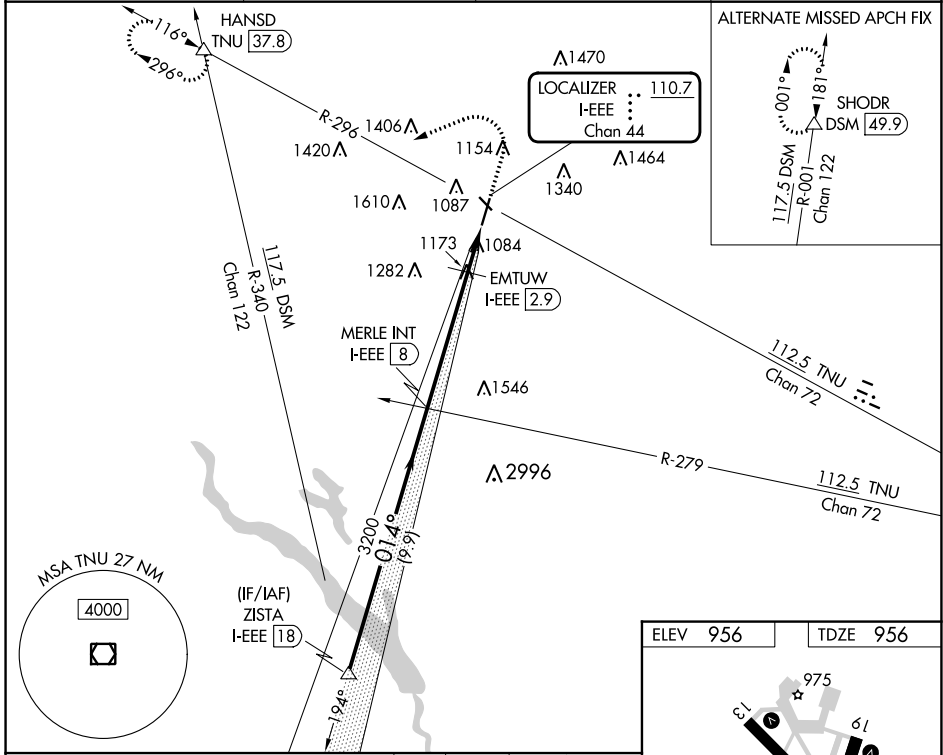 HANSD
TNU 37.8
116°
296°
R-296
1406
1420
1154
1470
LOCALIZER 110.7
I-EEE
Chan 44
1464
1340
1610
1087
1173
1084
1282
EMTUW
I-EEE 2.9
MERLE INT
I-EEE 8
1546
2996
117.5 DSM
R-340
Chan 122
112.5 TNU
Chan 72
R-279
112.5 TNU
Chan 72
3200
014°
(9.9)
(IF/IAF)
ZISTA
I-EEE 18
194°
MSA TNU 27 NM
4000
ALTERNATE MISSED APCH FIX
001°
181°
SHODR
DSM 49.9
117.5 DSM
R-001
Chan 122
ELEV 956
TDZE 956
975
13
19
V
V